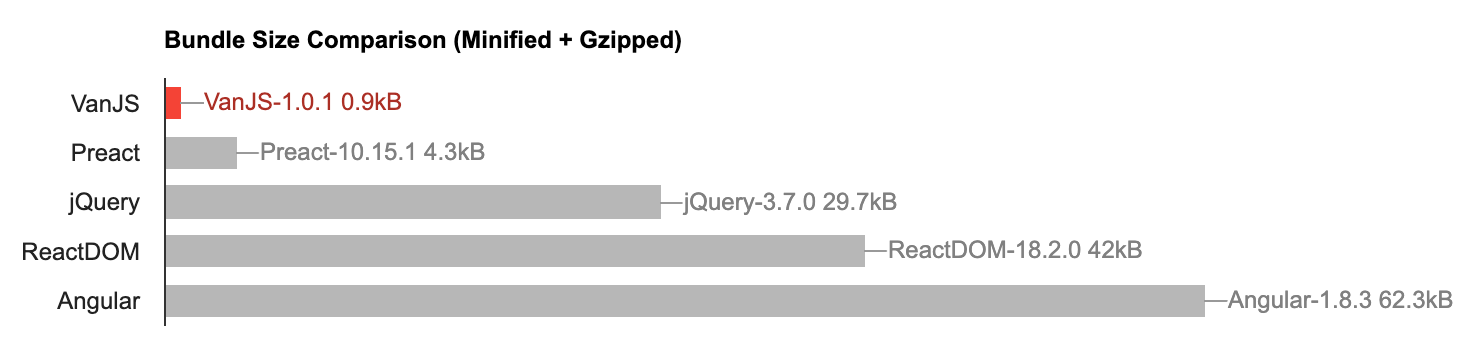 Bundle Size Comparison (Minified + Gzipped)
VanJS VanJS-1.0.1 0.9kB
Preact Preact-10.15.1 4.3kB
jQuery jQuery-3.7.0 29.7kB
ReactDOM ReactDOM-18.2.0 42kB
Angular Angular-1.8.3 62.3kB